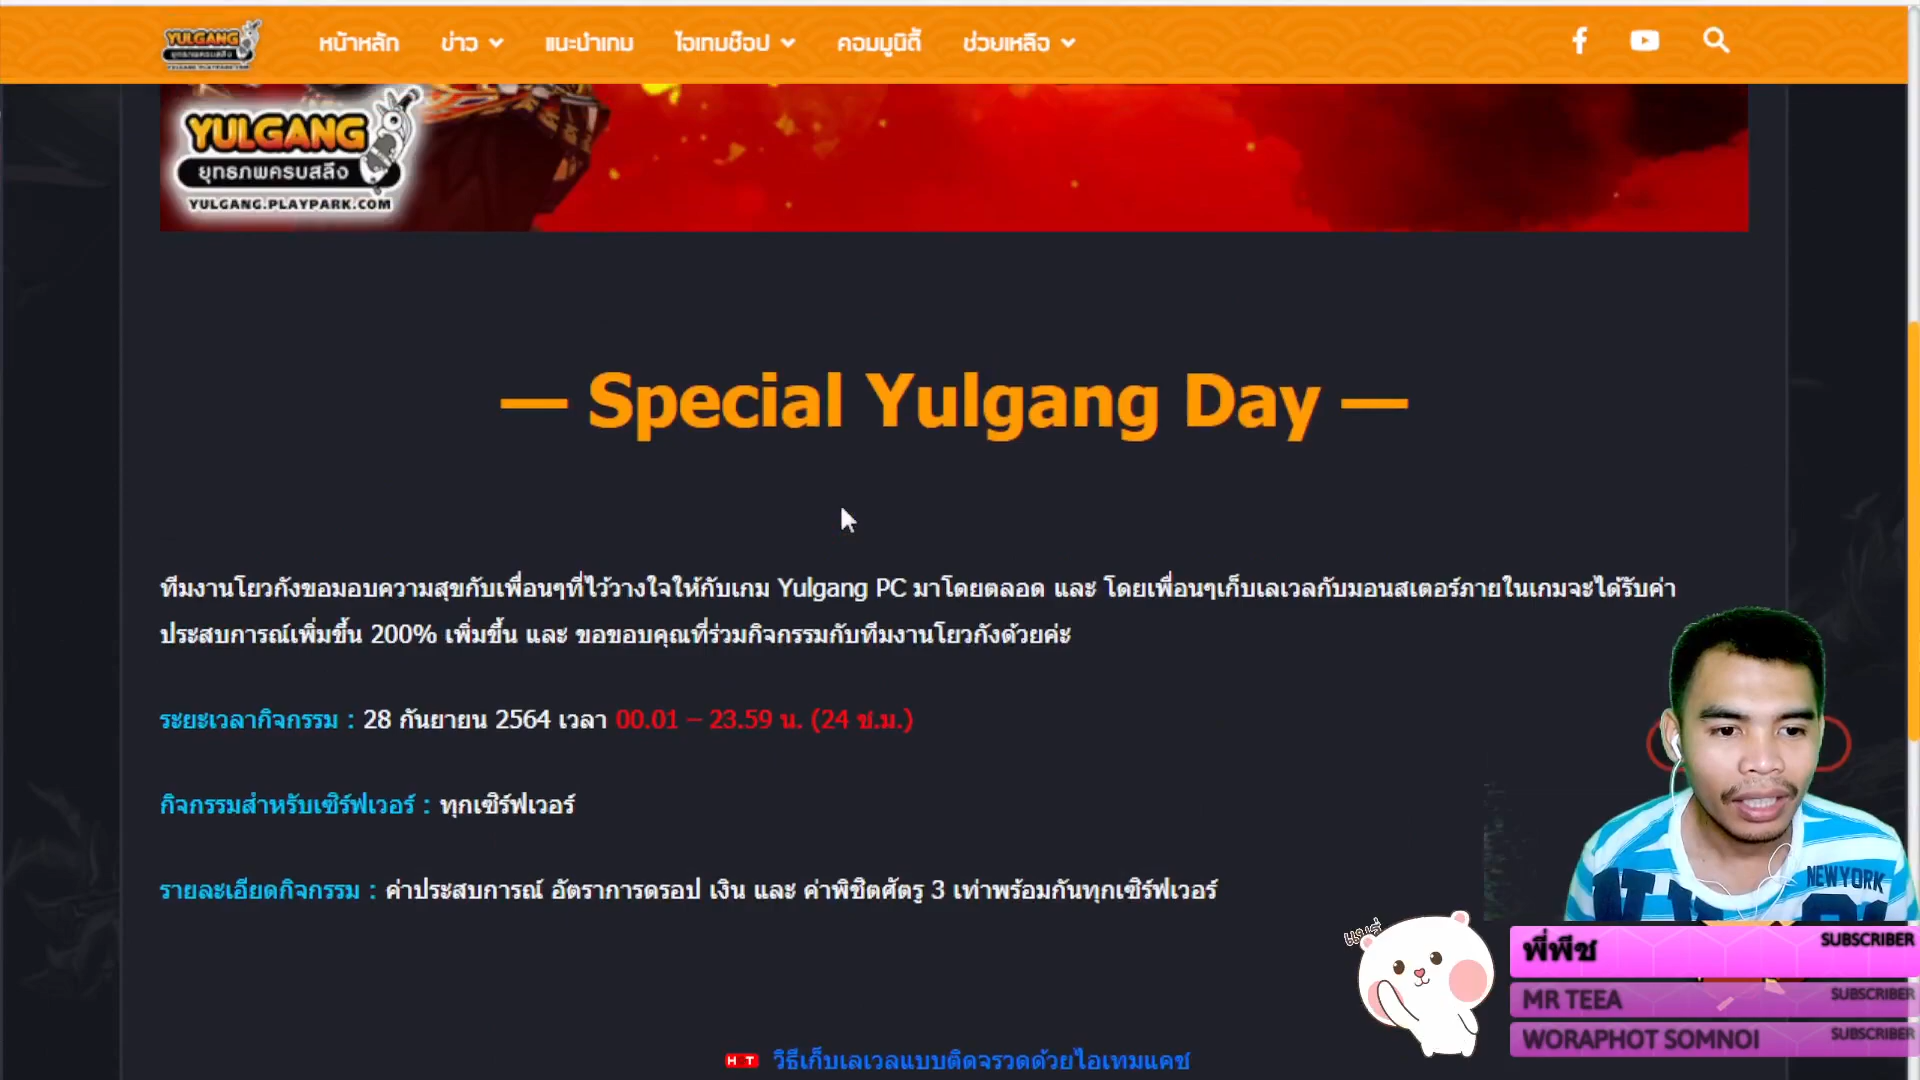 YULGANG
ยุทธภพครบสลึง
YULGANG.PLAYPARK.COM
หน้าหลัก
ข่าว
แนะนำเกม
ไอเทมช็อป
คอมมูนิตี้
ช่วยเหลือ
YULGANG
ยุทธภพครบสลึง
YULGANG.PLAYPARK.COM
— Special Yulgang Day —
ทีมงานโยวกังขอมอบความสุขกับเพื่อนๆที่ไว้วางใจให้กับเกม Yulgang PC มาโดยตลอด และ โดยเพื่อนๆเก็บเลเวลกับมอนสเตอร์ภายในเกมจะได้รับค่า
ประสบการณ์เพิ่มขึ้น 200% เพิ่มขึ้น และ ขอขอบคุณที่ร่วมกิจกรรมกับทีมงานโยวกังด้วยค่ะ
ระยะเวลากิจกรรม : 28 กันยายน 2564 เวลา 00.01 – 23.59 น. (24 ช.ม.)
กิจกรรมสำหรับเซิร์ฟเวอร์ : ทุกเซิร์ฟเวอร์
รายละเอียดกิจกรรม : ค่าประสบการณ์ อัตราการดรอป เงิน และ ค่าพิชิตศัตรู 3 เท่าพร้อมกันทุกเซิร์ฟเวอร์
NEWYORK
พี่พีช SUBSCRIBER
MR TEEA SUBSCRIBER
WORAPHOT SOMNOI SUBSCRIBER
H T วิธีเก็บเลเวลแบบติดจรวดด้วยไอเทมแคช